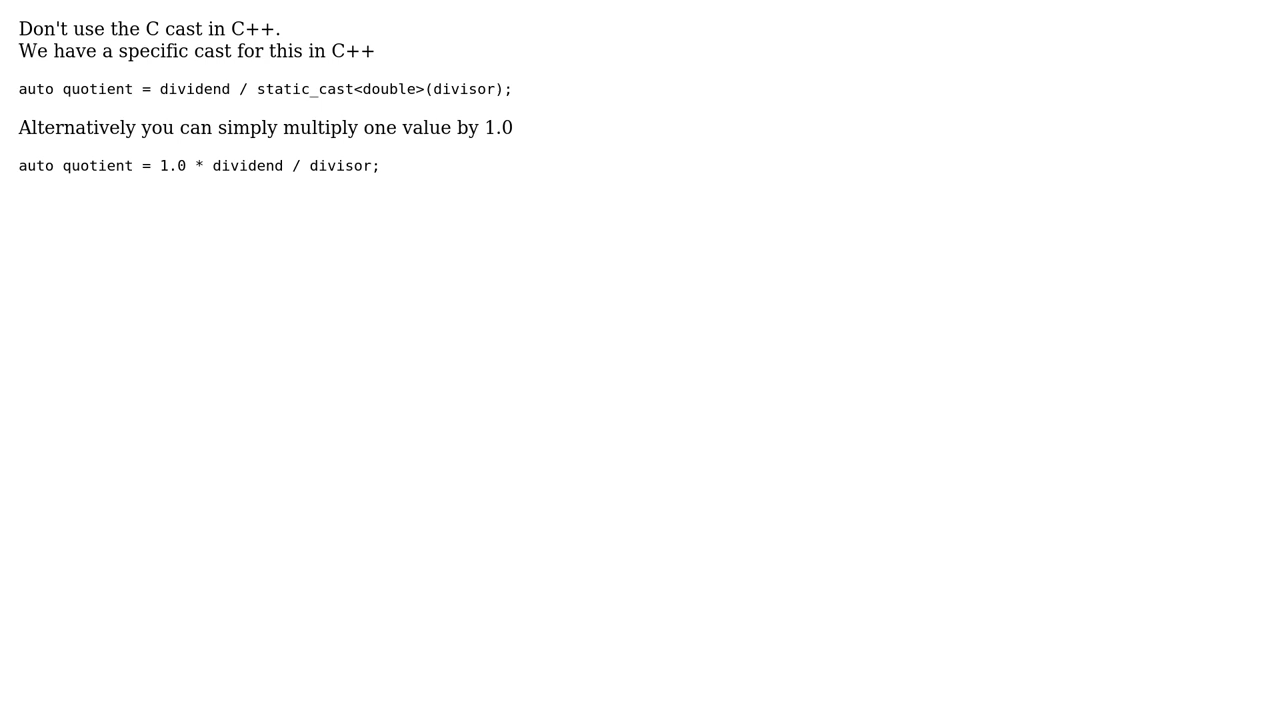 Don't use the C cast in C++.
We have a specific cast for this in C++
auto quotient = dividend / static_cast<double>(divisor);
Alternatively you can simply multiply one value by 1.0
auto quotient = 1.0 * dividend / divisor;